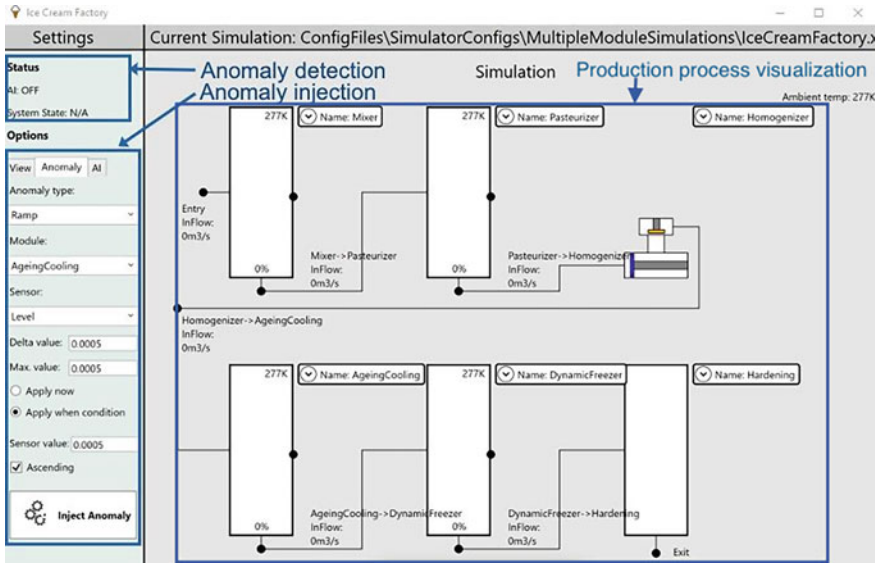 Ice Cream Factory
Settings
Current Simulation: ConfigFiles\SimulatorConfigs\MultipleModuleSimulations\IceCreamFactory.x
Status
AI: OFF
System State: N/A
Anomaly detection
Anomaly injection
Simulation
Production process visualization
Ambient temp: 277K
Options
View Anomaly AI
Anomaly type:
Ramp
Module:
AgeingCooling
Sensor:
Level
Delta value: 0.0005
Max. value: 0.0005
Apply now
Apply when condition
Sensor value: 0.0005
Ascending
Inject Anomaly
277K
Name: Mixer
277K
Name: Pasteurizer
Name: Homogenizer
Entry
InFlow:
0m3/s
0%
Mixer->Pasteurizer
InFlow:
0m3/s
0%
Pasteurizer->Homogenizer
InFlow:
0m3/s
Homogenizer->AgeingCooling
InFlow:
0m3/s
277K
Name: AgeingCooling
277K
Name: DynamicFreezer
Name: Hardening
0%
AgeingCooling->DynamicFreezer
InFlow:
0m3/s
0%
DynamicFreezer->Hardening
InFlow:
0m3/s
Exit